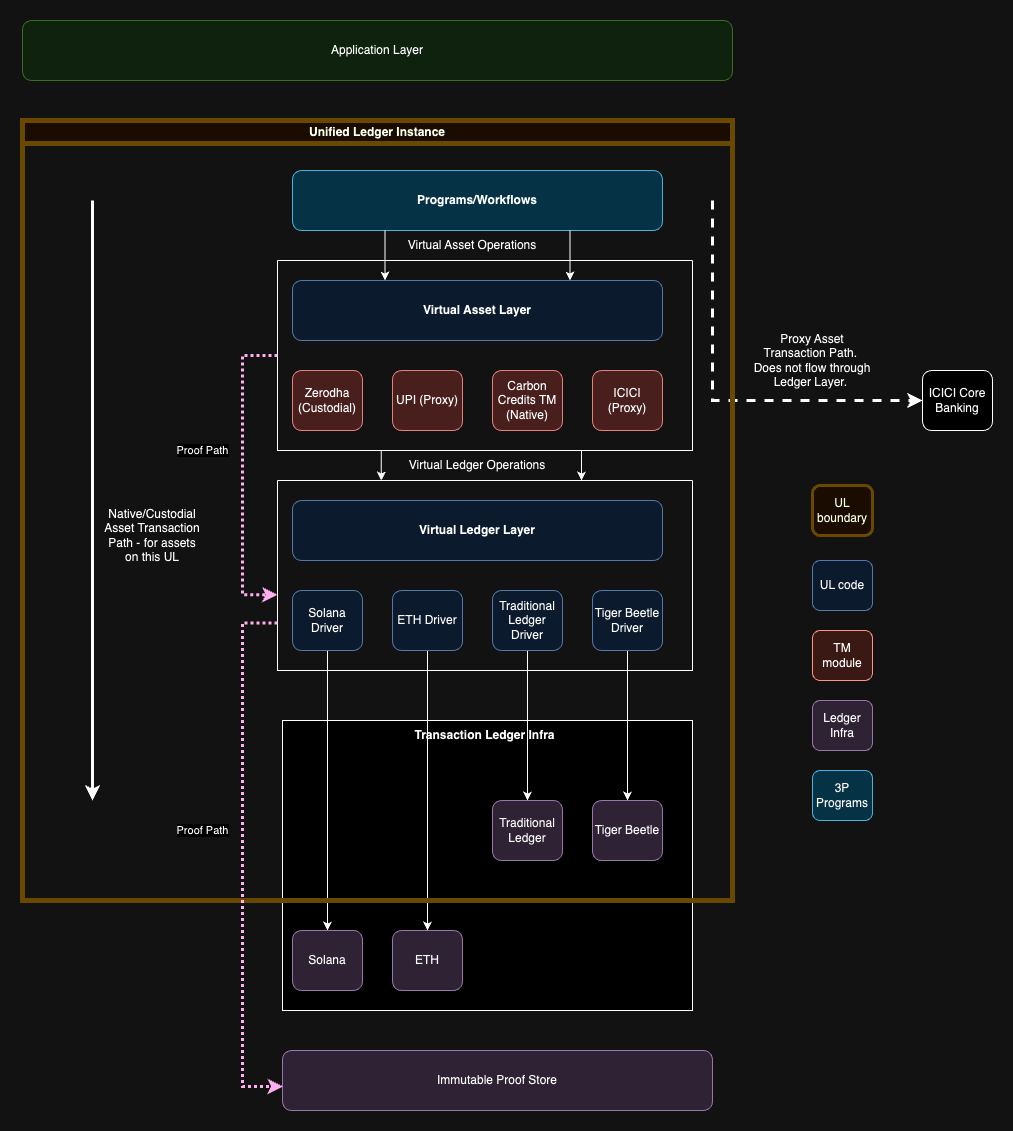 Application Layer
Unified Ledger Instance
Programs/Workflows
Virtual Asset Operations
Virtual Asset Layer
Zerodha
(Custodial)
UPI (Proxy)
Carbon
Credits TM
(Native)
ICICI
(Proxy)
Proxy Asset
Transaction Path.
Does not flow through
Ledger Layer.
ICICI Core
Banking
Proof Path
Virtual Ledger Operations
Native/Custodial
Asset Transaction
Path - for assets
on this UL
Virtual Ledger Layer
Solana
Driver
ETH Driver
Traditional
Ledger
Driver
Tiger Beetle
Driver
UL
boundary
UL code
TM
module
Ledger
Infra
3P
Programs
Transaction Ledger Infra
Proof Path
Traditional
Ledger
Tiger Beetle
Solana
ETH
Immutable Proof Store